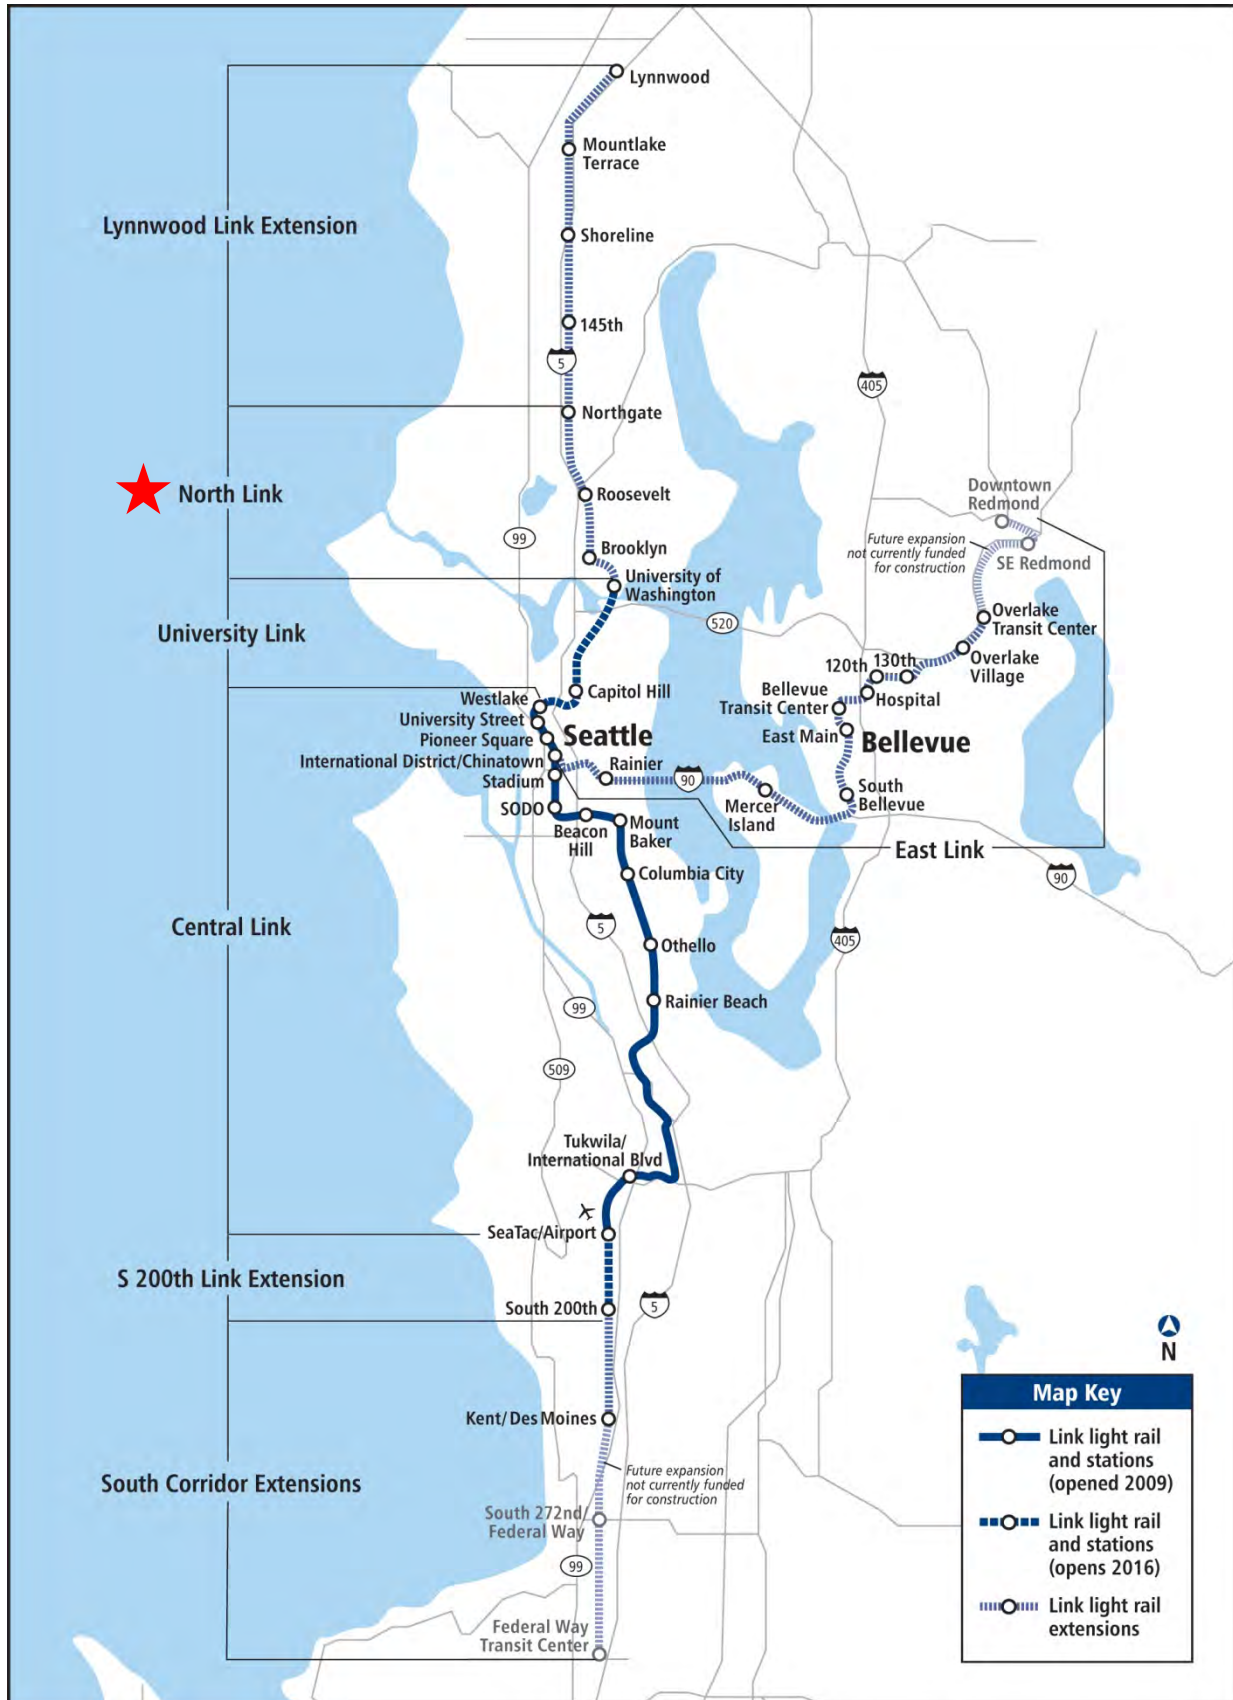 Lynnwood
Mountlake
Terrace
Lynnwood Link Extension
Shoreline
145th
5
405
Northgate
North Link
Roosevelt
Downtown
Redmond
99
Future expansion
not currently funded
for construction
Brooklyn
SE Redmond
University of
Washington
University Link
520
Overlake
Transit Center
120th
130th
Overlake
Village
Capitol Hill
Hospital
Bellevue
Transit Center
Westlake
University Street
Pioneer Square
Seattle
East Main
Bellevue
International District/Chinatown
Stadium
Rainier
90
South
Bellevue
Mercer
Island
SODO
Beacon
Hill
Mount
Baker
East Link
Columbia City
90
Central Link
5
405
Othello
Rainier Beach
99
509
Tukwila/
International Blvd
SeaTac/Airport
S 200th Link Extension
South 200th
5
N
Kent/Des Moines
South Corridor Extensions
Future expansion
not currently funded
for construction
South 272nd/
Federal Way
99
Federal Way
Transit Center
Map Key
Link light rail
and stations
(opened 2009)
Link light rail
and stations
(opens 2016)
Link light rail
extensions